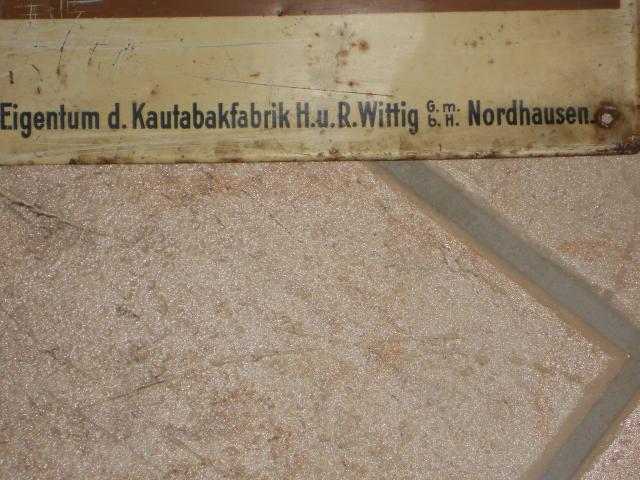 Eigentum d. Kautabakfabrik H.u.R.Wittig G.m.b.H. Nordhausen.